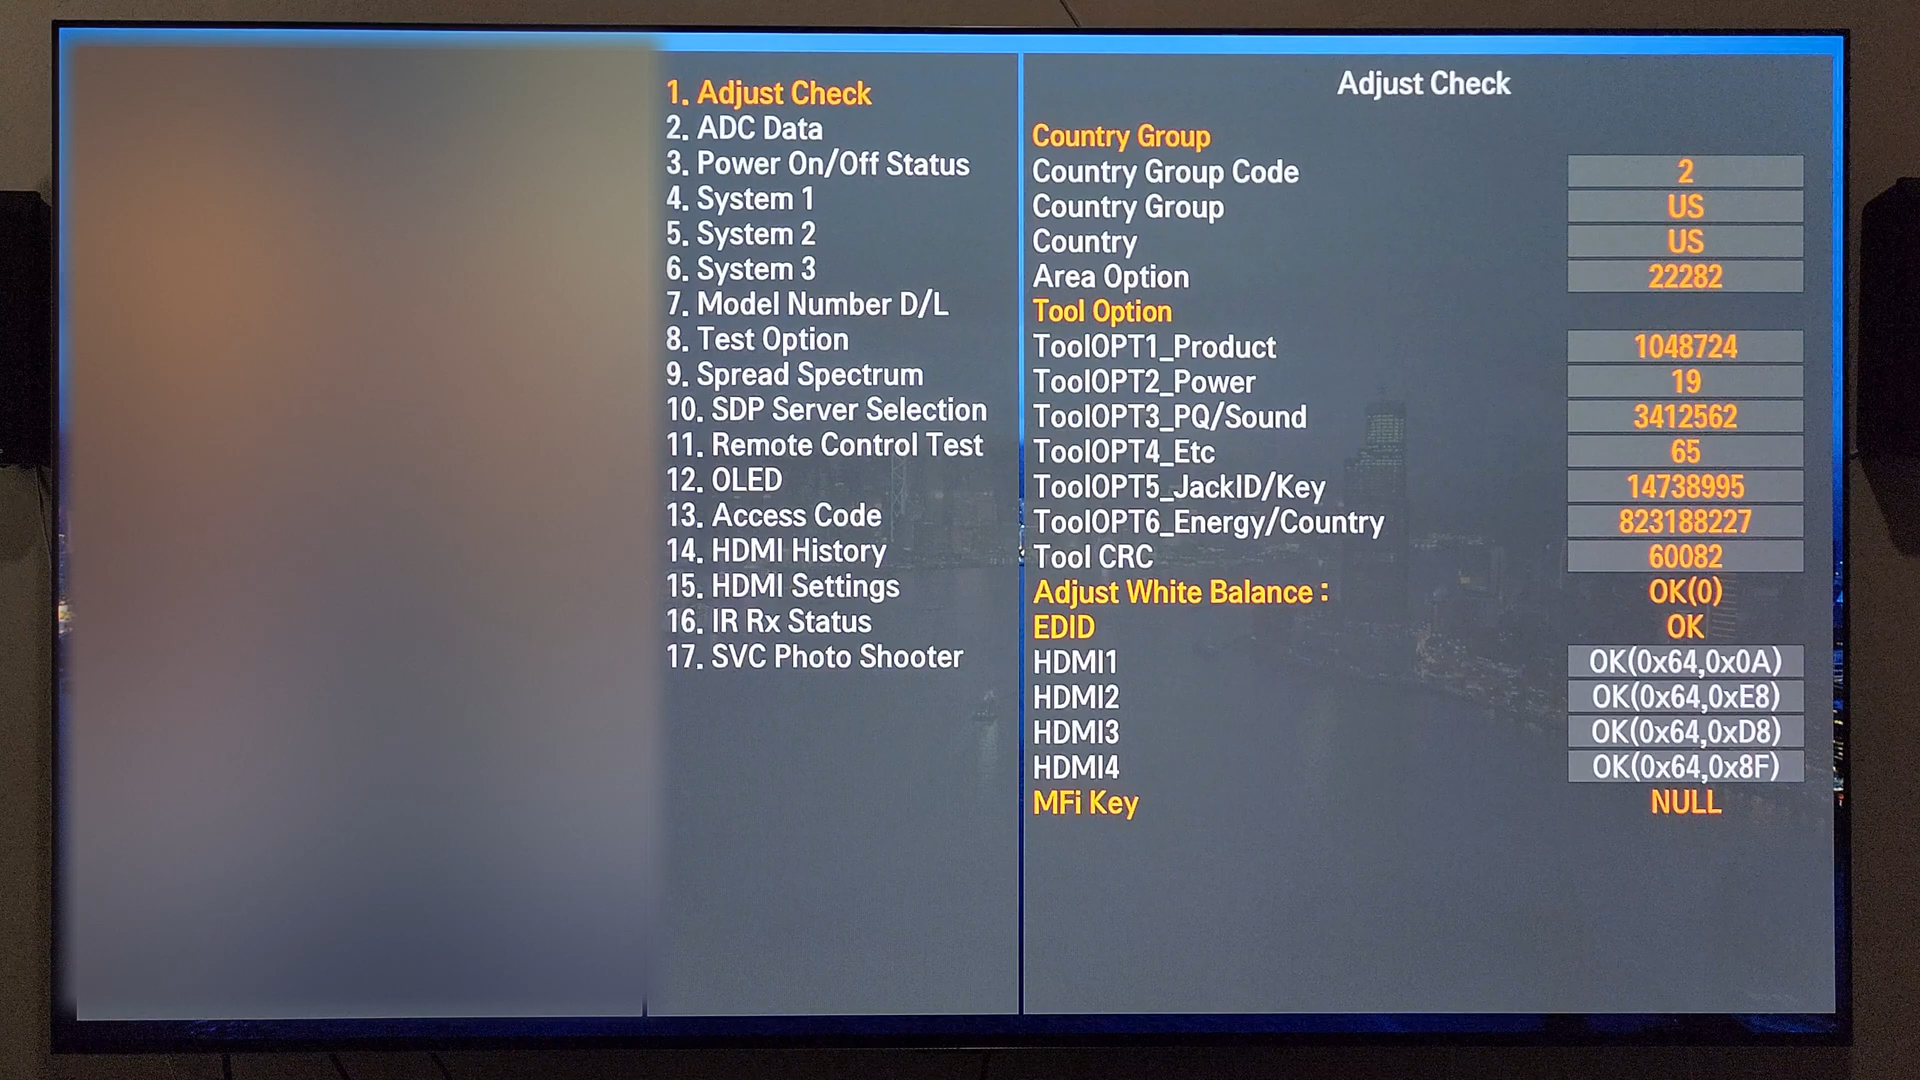 1. Adjust Check
2. ADC Data
3. Power On/Off Status
4. System 1
5. System 2
6. System 3
7. Model Number D/L
8. Test Option
9. Spread Spectrum
10. SDP Server Selection
11. Remote Control Test
12. OLED
13. Access Code
14. HDMI History
15. HDMI Settings
16. IR Rx Status
17. SVC Photo Shooter
Adjust Check
Country Group
Country Group Code 2
Country Group US
Country US
Area Option 22282
Tool Option
ToolOPT1_Product 1048724
ToolOPT2_Power 19
ToolOPT3_PQ/Sound 3412562
ToolOPT4_Etc 65
ToolOPT5_JackID/Key 14738995
ToolOPT6_Energy/Country 823188227
Tool CRC 60082
Adjust White Balance : OK(0)
EDID OK
HDMI1 OK(0x64,0x0A)
HDMI2 OK(0x64,0xE8)
HDMI3 OK(0x64,0xD8)
HDMI4 OK(0x64,0x8F)
MFi Key NULL